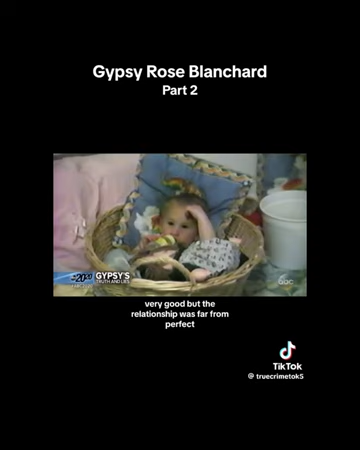 Gypsy Rose Blanchard
Part 2
20/20
GYPSY'S
TRUTH AND LIES
abc
very good but the
relationship was far from
perfect
TikTok
@ truecrimetok5